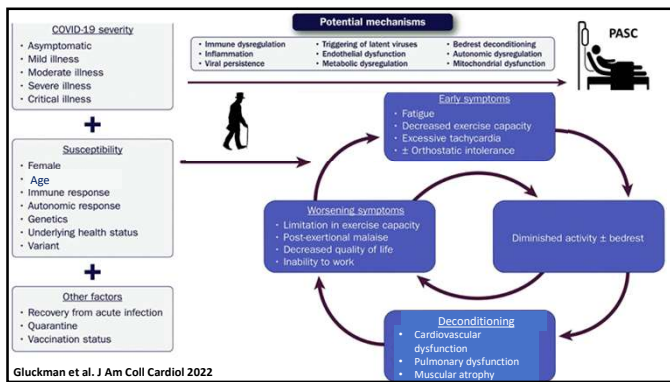 COVID-19 severity
• Asymptomatic
• Mild illness
• Moderate illness
• Severe illness
• Critical illness
+
Susceptibility
• Female
• Age
• Immune response
• Autonomic response
• Genetics
• Underlying health status
• Variant
+
Other factors
• Recovery from acute infection
• Quarantine
• Vaccination status
Gluckman et al. J Am Coll Cardiol 2022
Potential mechanisms
• Immune dysregulation
• Inflammation
• Viral persistence
• Triggering of latent viruses
• Endothelial dysfunction
• Metabolic dysregulation
• Bedrest deconditioning
• Autonomic dysregulation
• Mitochondrial dysfunction
PASC
Early symptoms
• Fatigue
• Decreased exercise capacity
• Excessive tachycardia
• ± Orthostatic intolerance
Worsening symptoms
• Limitation in exercise capacity
• Post-exertional malaise
• Decreased quality of life
• Inability to work
Diminished activity ± bedrest
Deconditioning
• Cardiovascular
dysfunction
• Pulmonary dysfunction
• Muscular atrophy